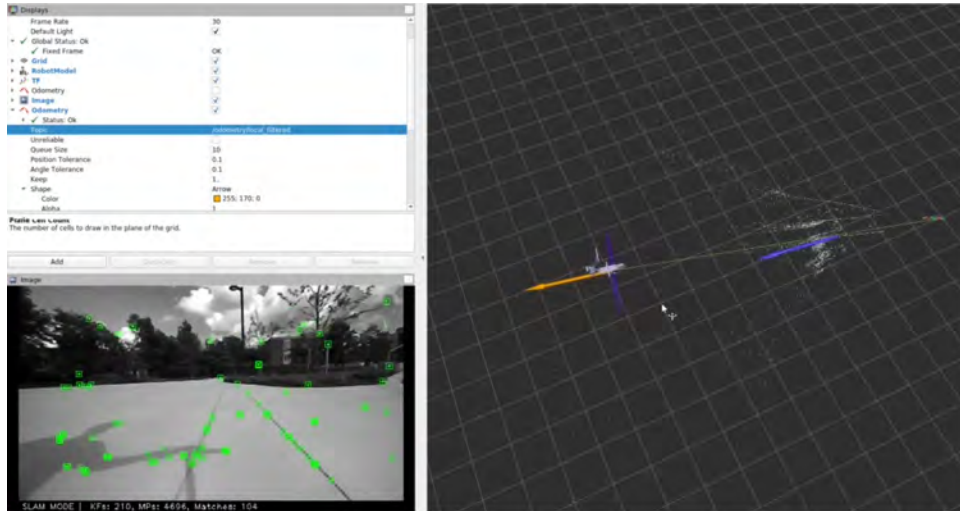 Displays
Frame Rate 30
Default Light
Global Status: Ok
Fixed Frame OK
Grid
RobotModel
TF
Odometry
Image
Odometry
Status: Ok
Topic
Unreliable
Queue Size 10
Position Tolerance 0.1
Angle Tolerance 0.1
Keep 1
Shape Arrow
Color 255; 170; 0
Alpha 1
Plane Cell Count
The number of cells to draw in the plane of the grid.
Add
Image
SLAM MODE | KFs: 210, MPs: 4696, Matches: 104